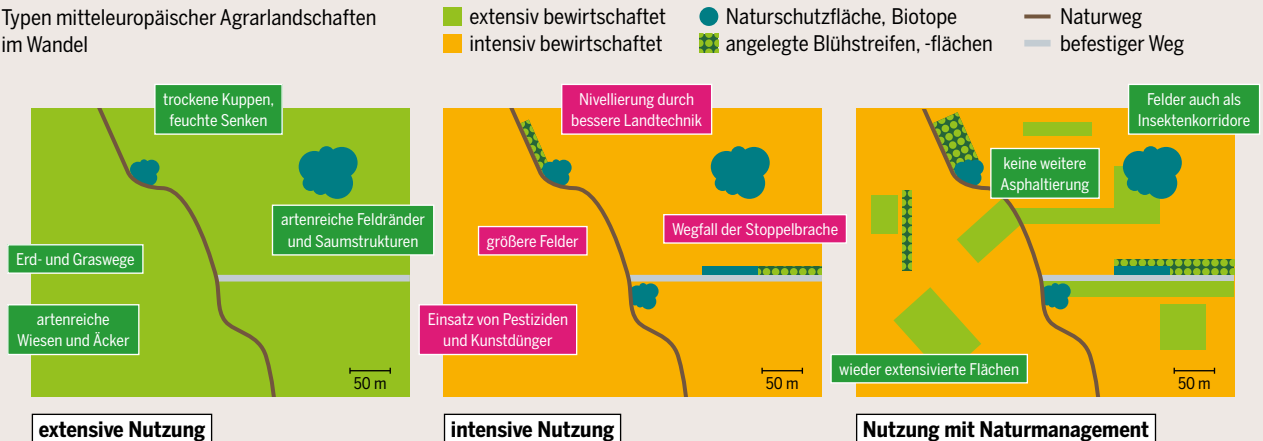 Typen mitteleuropäischer Agrarlandschaften
im Wandel
extensiv bewirtschaftet
intensiv bewirtschaftet
Naturschutzfläche, Biotope
angelegte Blühstreifen, -flächen
Naturweg
befestiger Weg
trockene Kuppen,
feuchte Senken
artenreiche Feldränder
und Saumstrukturen
Erd- und Graswege
artenreiche
Wiesen und Äcker
50 m
extensive Nutzung
Nivellierung durch
bessere Landtechnik
größere Felder
Wegfall der Stoppelbrache
Einsatz von Pestiziden
und Kunstdünger
50 m
intensive Nutzung
Felder auch als
Insektenkorridore
keine weitere
Asphaltierung
wieder extensivierte Flächen
50 m
Nutzung mit Naturmanagement